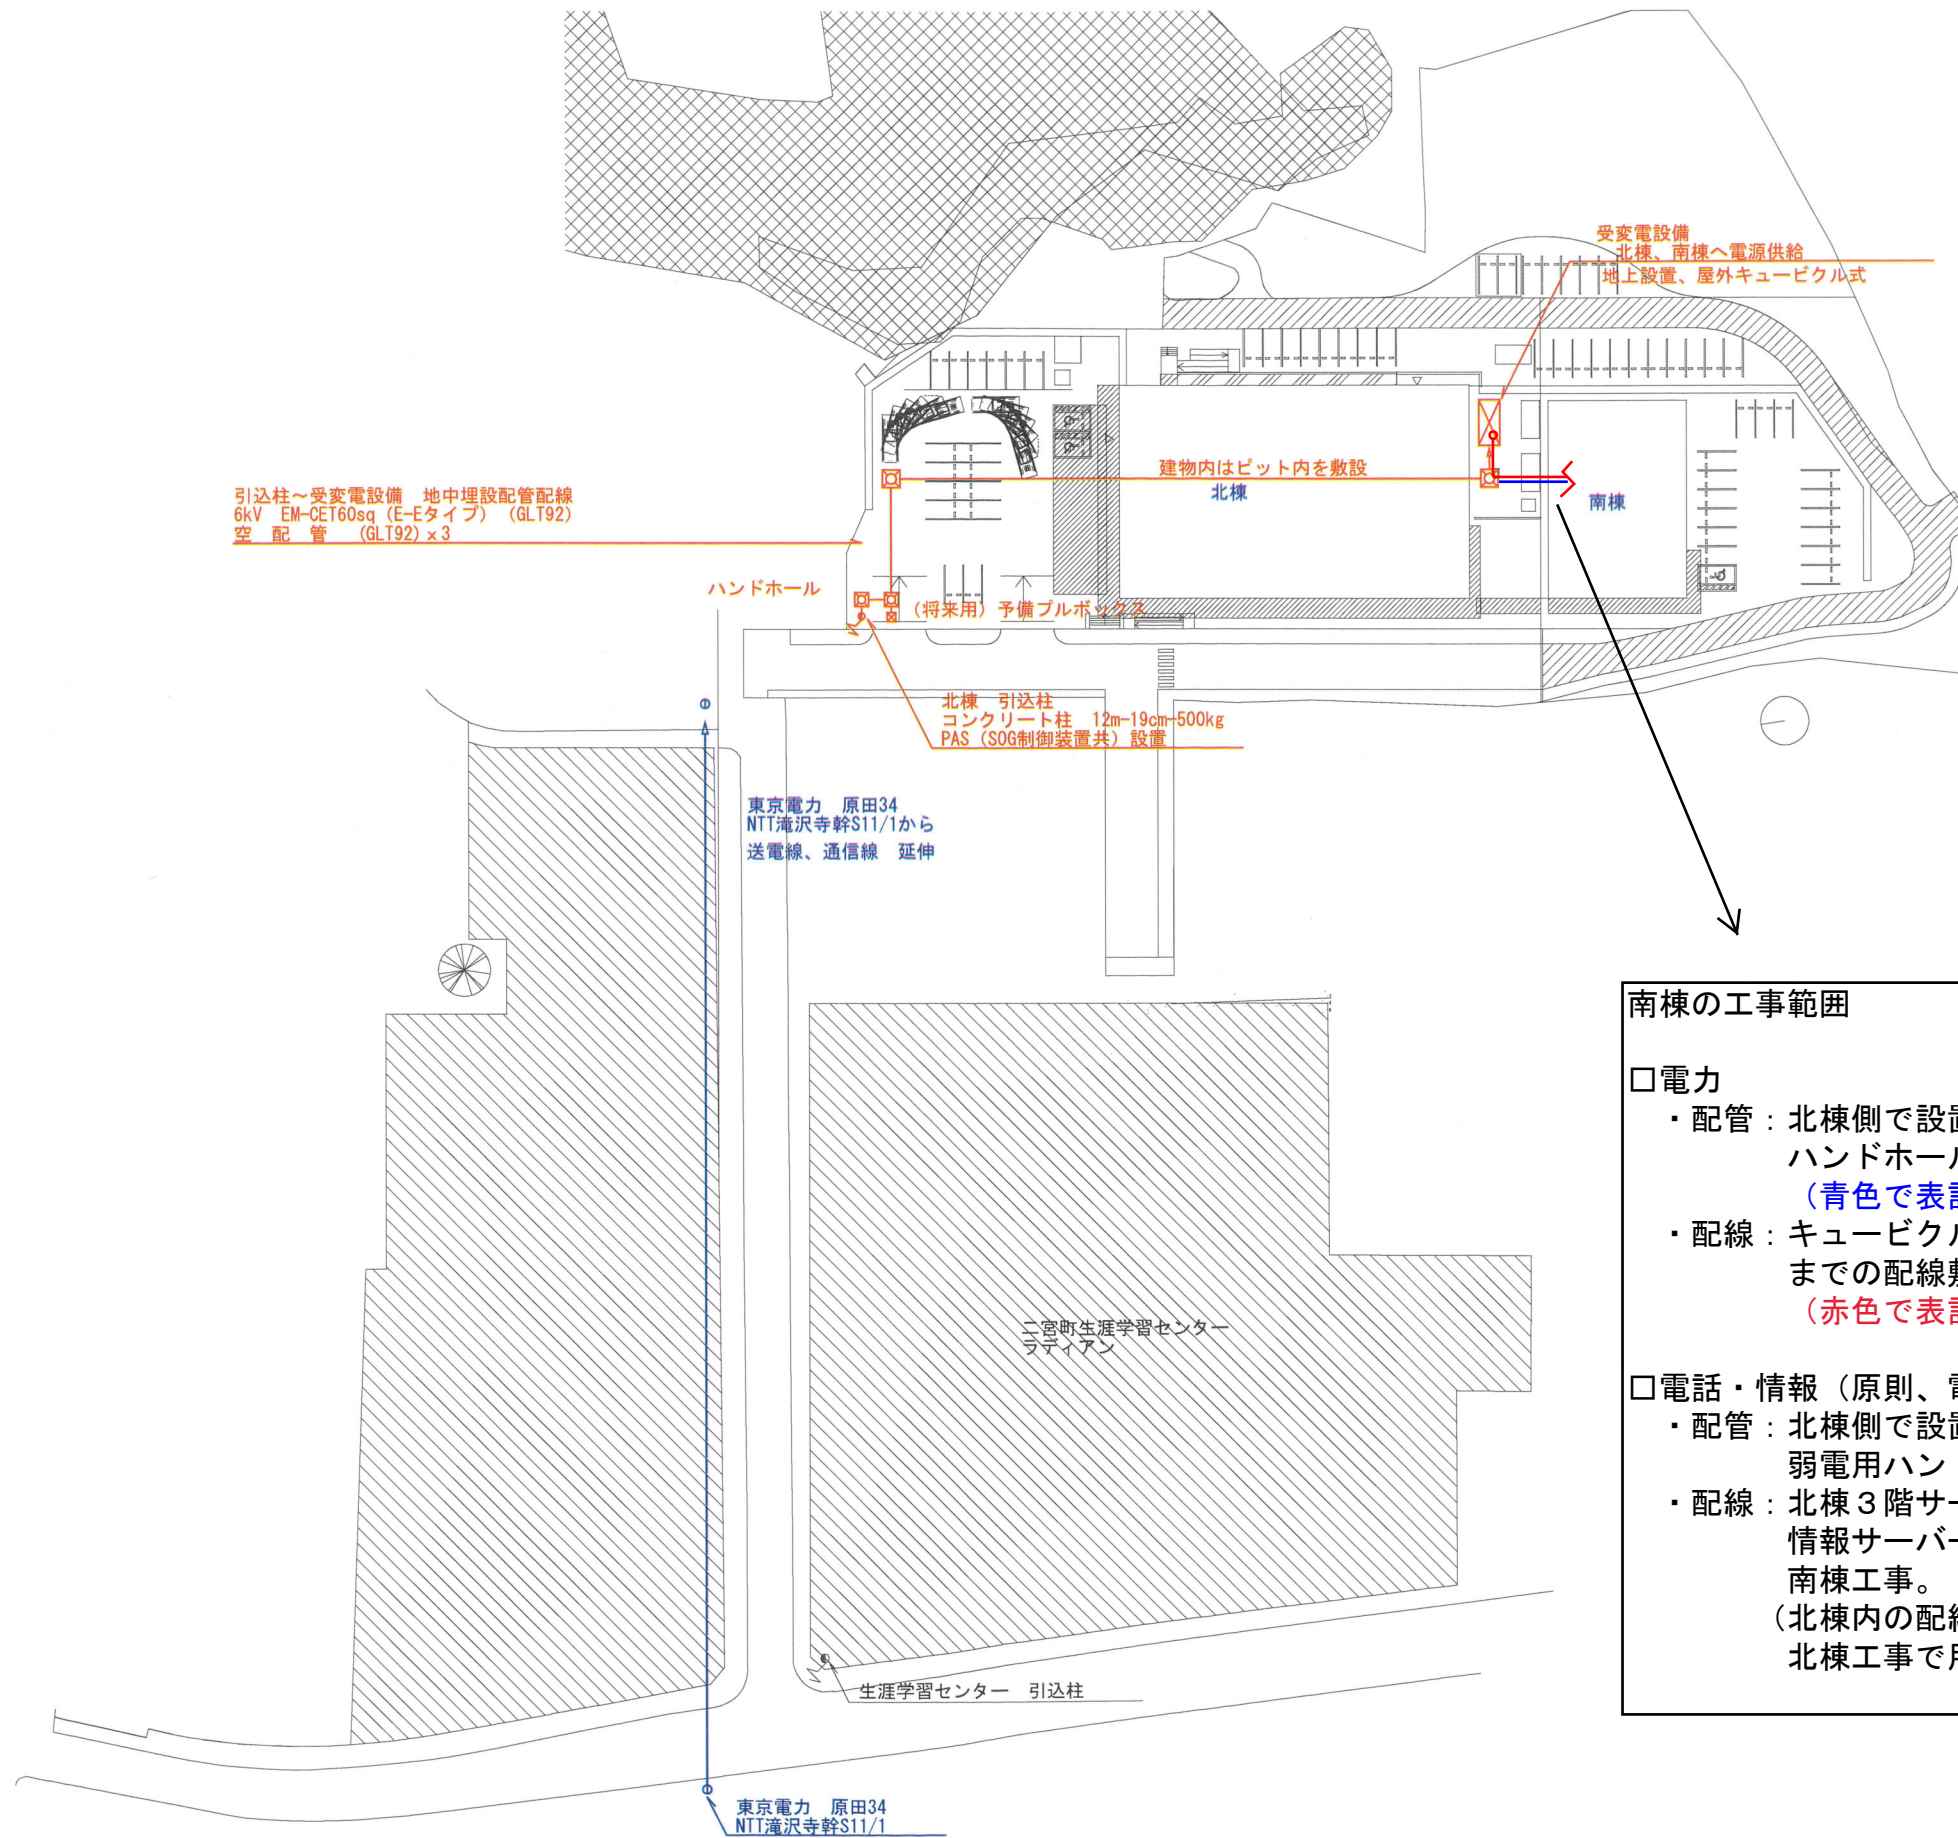 受変電設備
北棟、南棟へ電源供給
地上設置、屋外キュービクル式
建物内はピット内を敷設
北棟
南棟
引込柱～受変電設備　地中埋設配管配線
6kV　EM-CET60sq（E-Eタイプ）（GLT92）
空　配　管　　（GLT92）×3
ハンドホール
（将来用）予備プルボックス
北棟　引込柱
コンクリート柱　12m-19cm-500kg
PAS（SOG制御装置共）設置
東京電力　原田34
NTT滝沢寺幹S11/1から
送電線、通信線　延伸
南棟の工事範囲
□電力
・配管：北棟側で設置
ハンドホール
（青色で表記
・配線：キュービクル
までの配線敷
（赤色で表記
□電話・情報（原則、電
・配管：北棟側で設置
弱電用ハン
・配線：北棟３階サー
情報サーバー
南棟工事。
（北棟内の配線
北棟工事で用
二宮町生涯学習センター
ラディアン
生涯学習センター　引込柱
東京電力　原田34
NTT滝沢寺幹S11/1